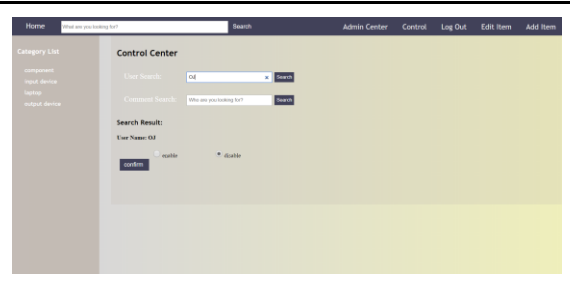 Home What are you looking for? Search Admin Center Control Log Out Edit Item Add Item
Category List
component
input device
laptop
output device
Control Center
User Search: OJ × Search
Comment Search: Who are you looking for? Search
Search Result:
User Name: OJ
enable disable
confirm